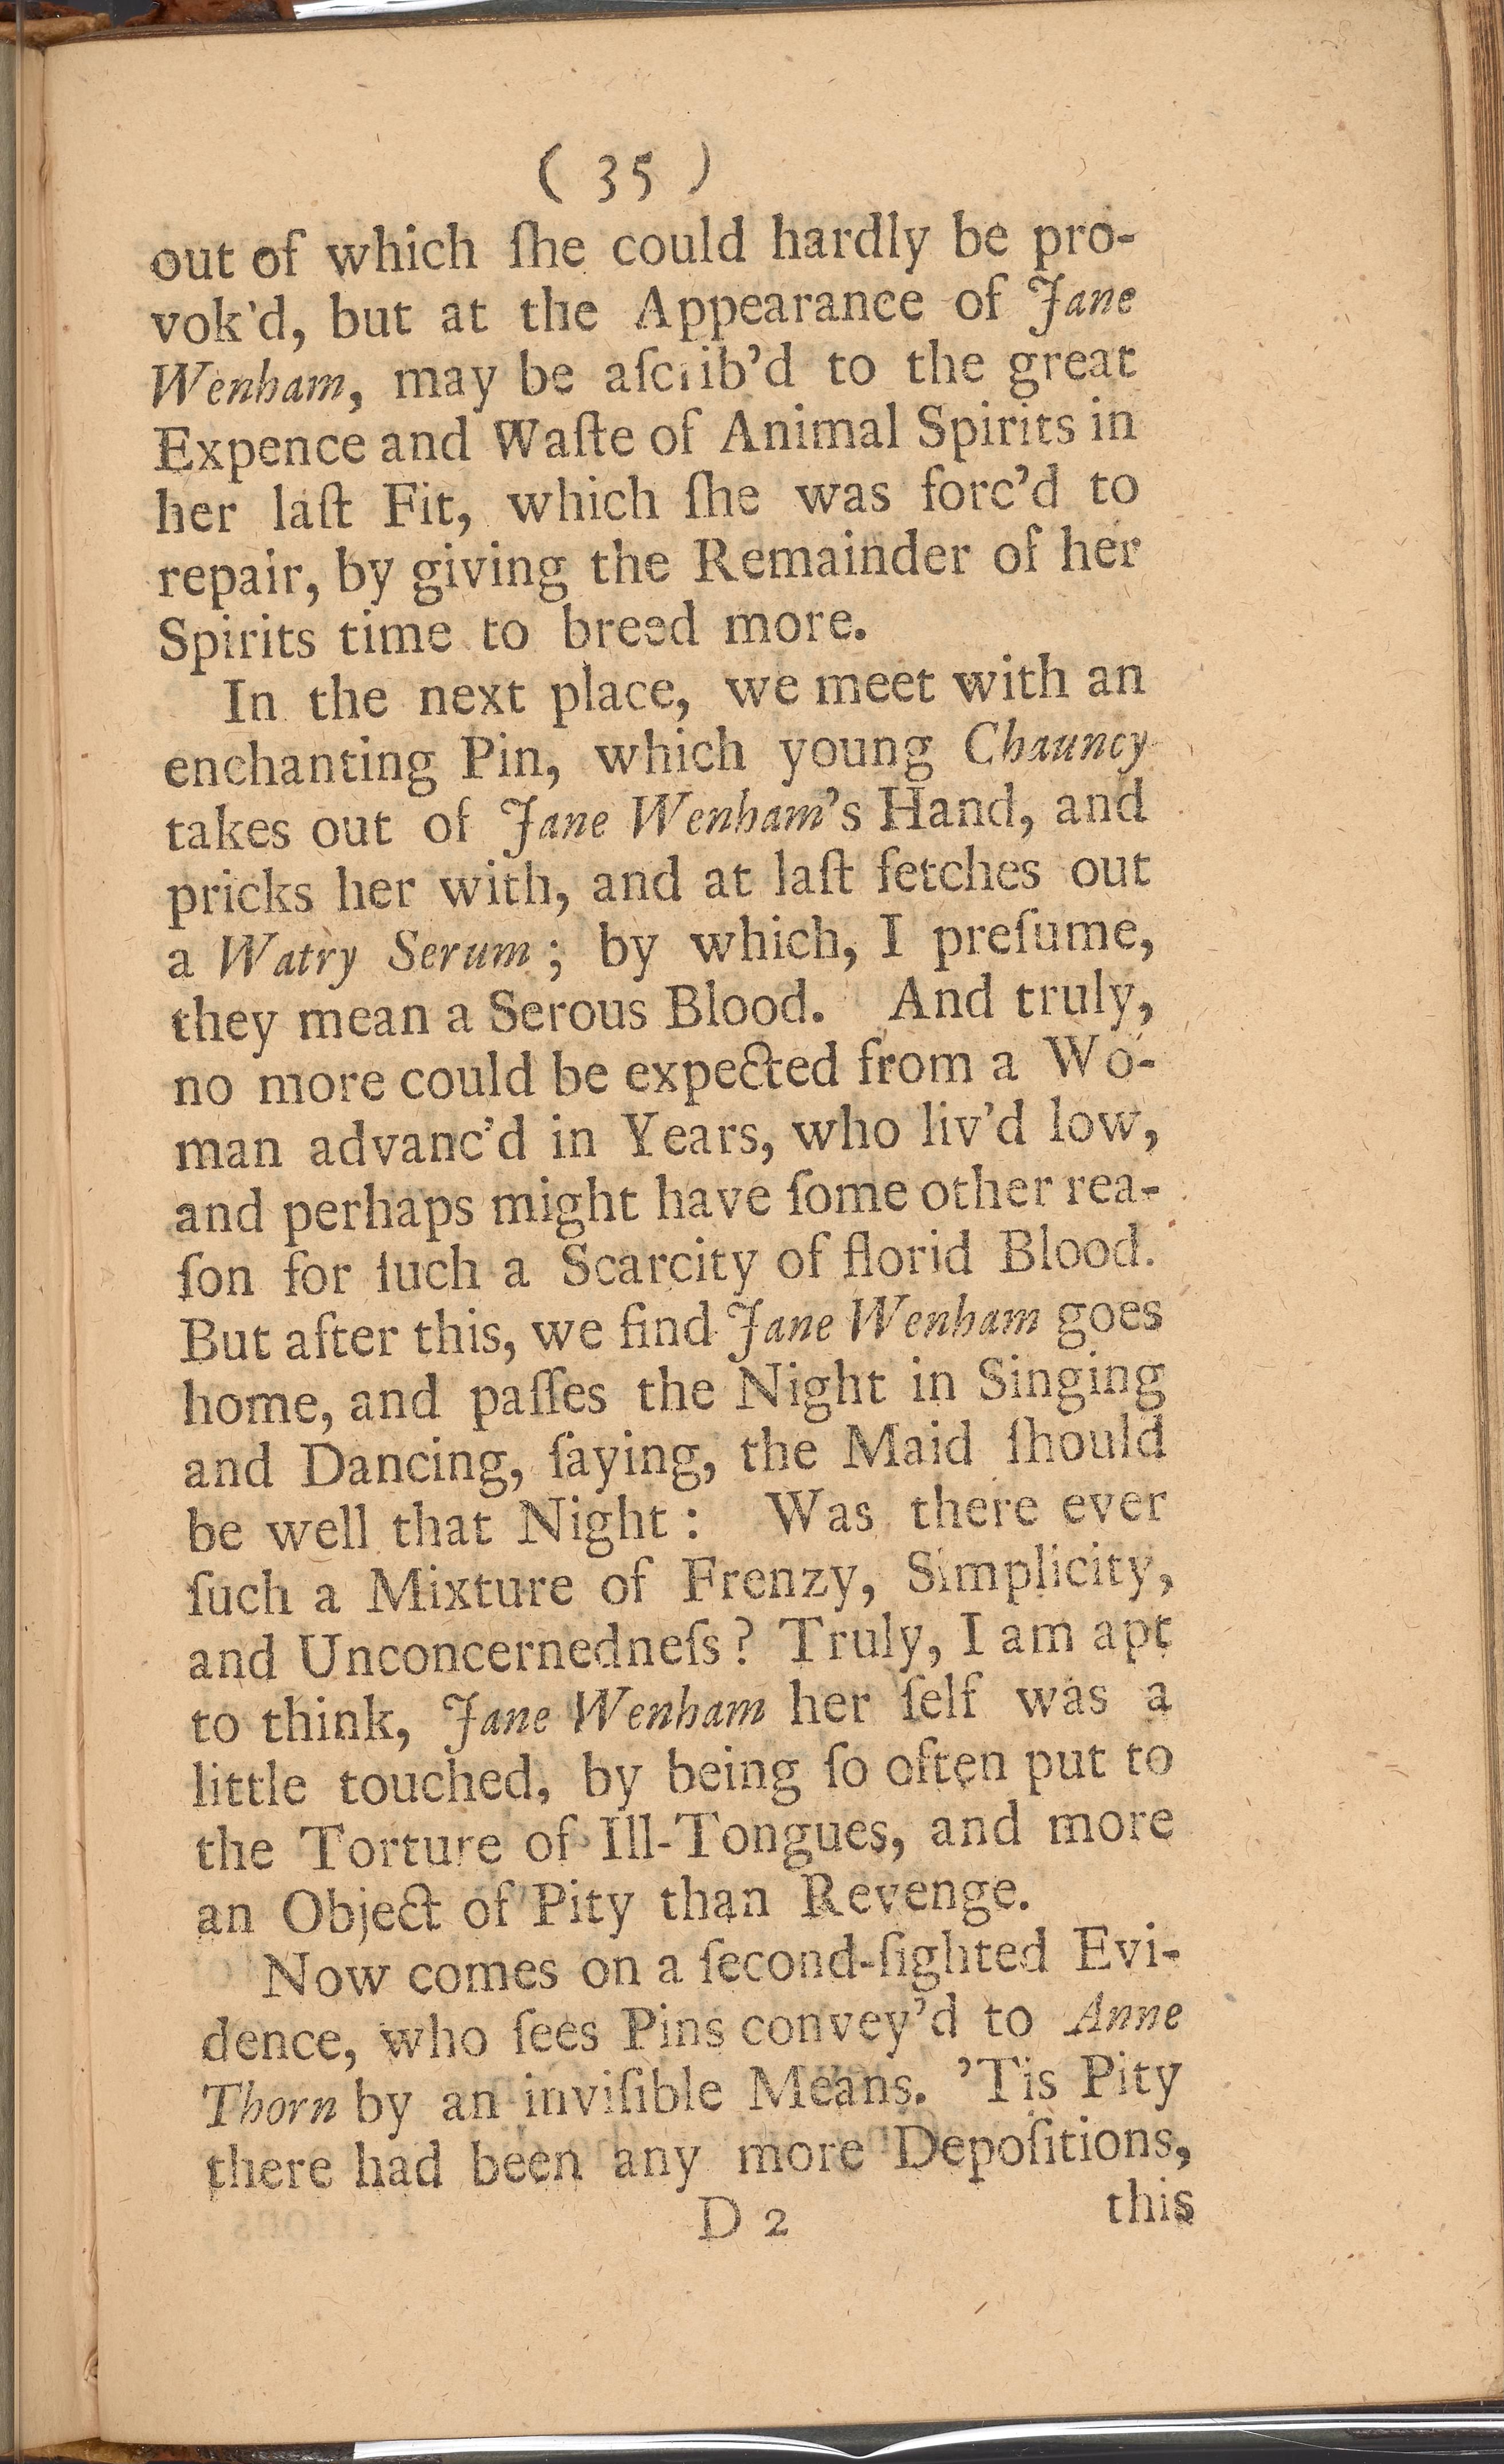 ( 35 )
out of which ſhe could hardly be pro-
vok'd, but at the Appearance of Jane
Wenham, may be aſcrib'd to the great
Expence and Waſte of Animal Spirits in
her laſt Fit, which ſhe was forc'd to
repair, by giving the Remainder of her
Spirits time to breed more.
In the next place, we meet with an
enchanting Pin, which young Chauncy
takes out of Jane Wenham's Hand, and
pricks her with, and at laſt fetches out
a Watry Serum; by which, I preſume,
they mean a Serous Blood. And truly,
no more could be expected from a Wo-
man advanc'd in Years, who liv'd low,
and perhaps might have ſome other rea-
ſon for ſuch a Scarcity of florid Blood.
But after this, we find Jane Wenham goes
home, and paſſes the Night in Singing
and Dancing, ſaying, the Maid ſhould
be well that Night: Was there ever
ſuch a Mixture of Frenzy, Simplicity,
and Unconcernedneſs? Truly, I am apt
to think, Jane Wenham her ſelf was a
little touched, by being ſo often put to
the Torture of Ill-Tongues, and more
an Object of Pity than Revenge.
Now comes on a ſecond-ſighted Evi-
dence, who ſees Pins convey'd to Anne
Thorn by an inviſible Means. 'Tis Pity
there had been any more Depoſitions,
D 2 this